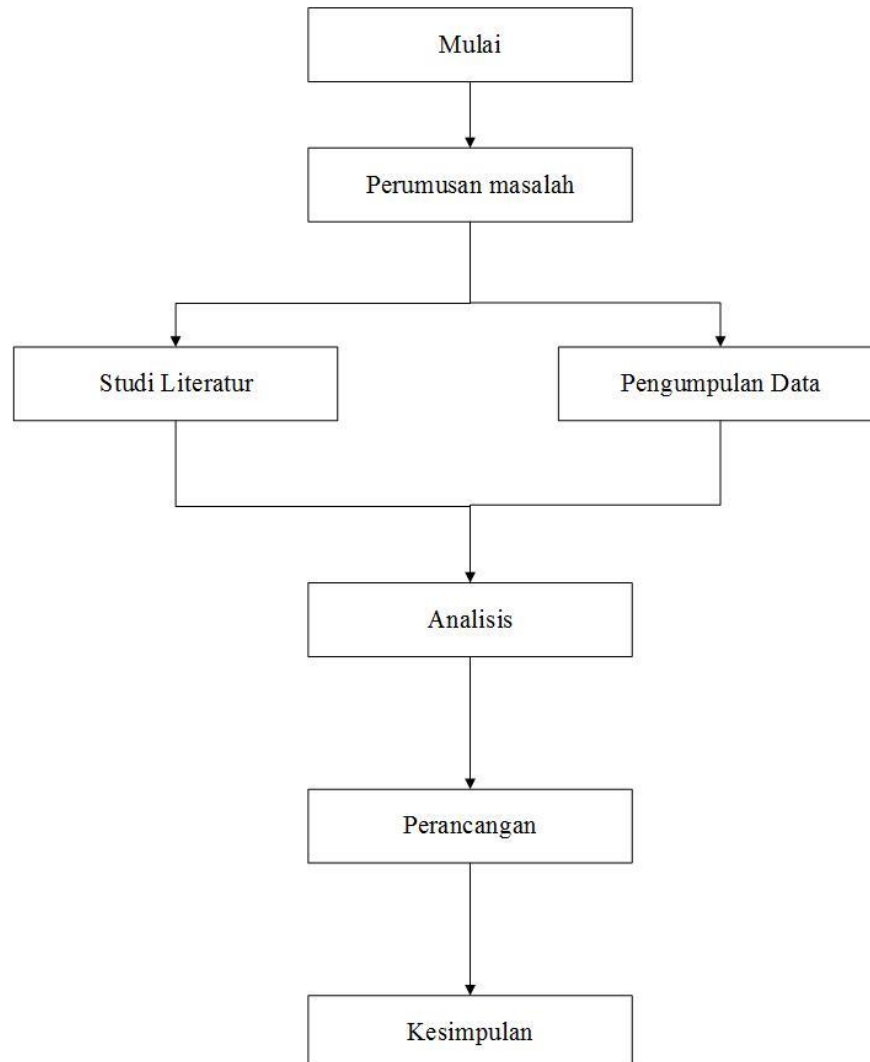 Mulai
Perumusan masalah
Studi Literatur
Pengumpulan Data
Analisis
Perancangan
Kesimpulan